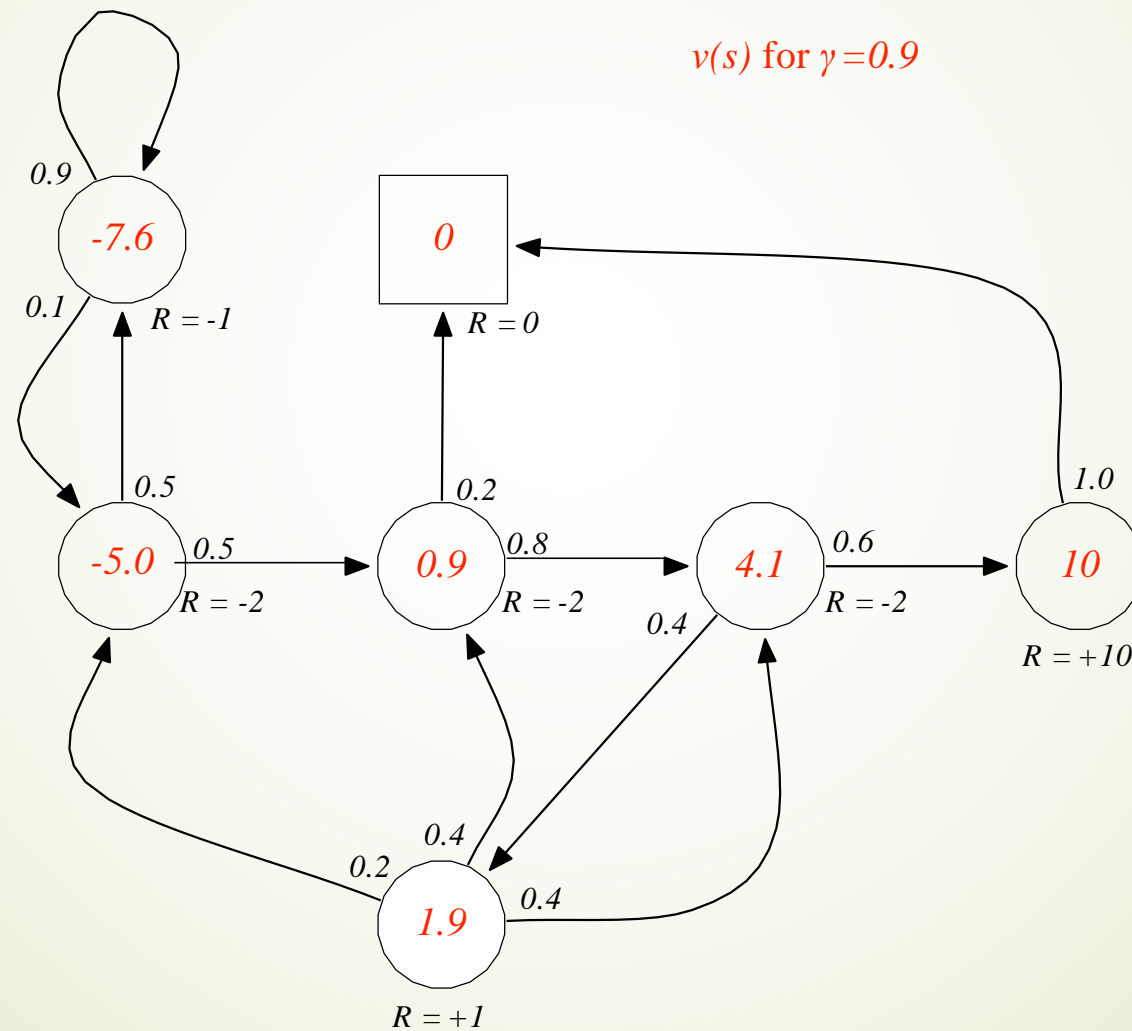 v(s) for γ =0.9
0.9
-7.6
0
0.1
R = -1
R = 0
0.5
0.2
1.0
-5.0
0.5
0.9
0.8
4.1
0.6
10
R = -2
R = -2
R = -2
0.4
R = +10
0.4
0.2
0.4
1.9
R = +1